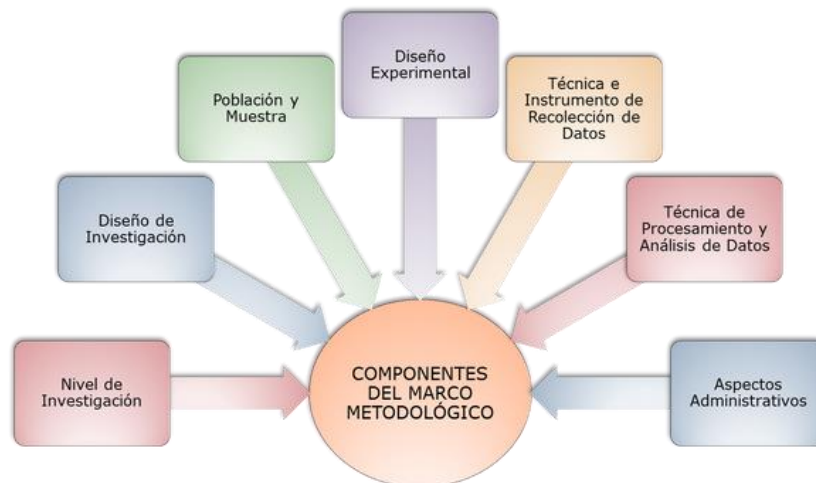 Diseño
Experimental
Población y
Muestra
Técnica e
Instrumento de
Recolección de
Datos
Diseño de
Investigación
Técnica de
Procesamiento y
Análisis de Datos
Nivel de
Investigación
COMPONENTES
DEL MARCO
METODOLÓGICO
Aspectos
Administrativos